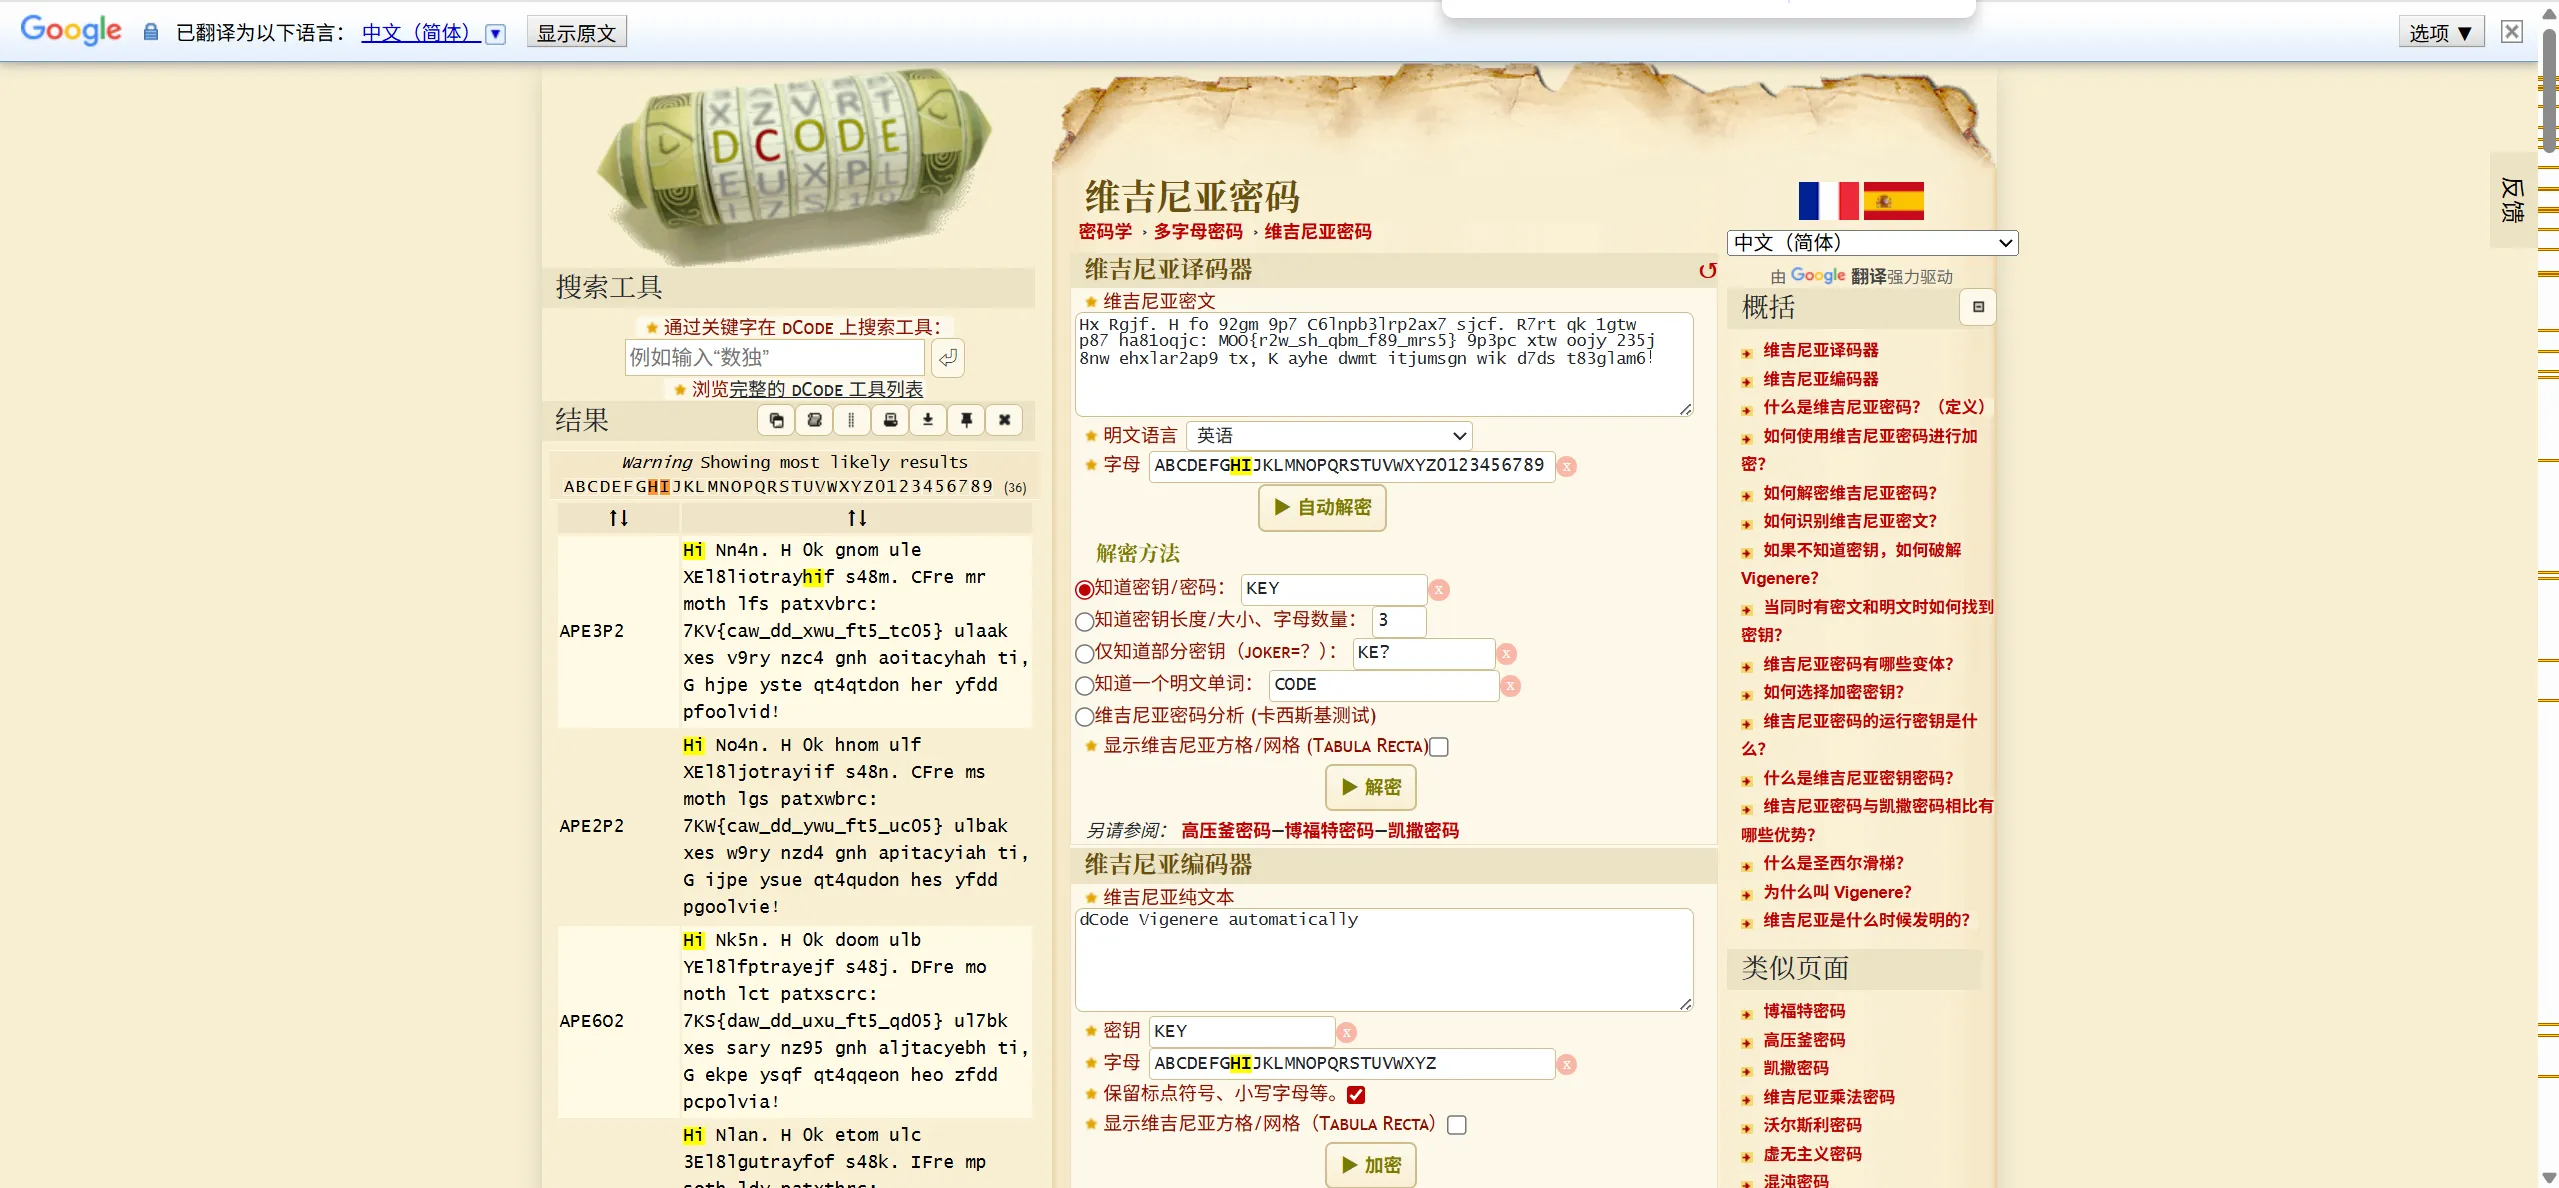 Google 已翻译为以下语言： 中文（简体） ▼ 显示原文 选项 ▼
反馈
X Z V R T
D C O D E
E U X P L
搜索工具
通过关键字在 DCODE 上搜索工具：
例如输入“数独”
浏览完整的 DCODE 工具列表
结果
Warning Showing most likely results
ABCDEFGHIJKLMNOPQRSTUVWXYZ0123456789 (36)
↑↓ ↑↓
APE3P2
Hi Nn4n. H Ok gnom ule
XEl8liotrayhif s48m. CFre mr
moth lfs patxvbrc:
7KV{caw_dd_xwu_ft5_tc05} ulaak
xes v9ry nzc4 gnh aoitacyhah ti,
G hjpe yste qt4qtdon her yfdd
pfoolvid!
APE2P2
Hi No4n. H Ok hnom ulf
XEl8ljotrayiif s48n. CFre ms
moth lgs patxwbrc:
7KW{caw_dd_ywu_ft5_uc05} ulbak
xes w9ry nzd4 gnh apitacyiah ti,
G ijpe ysue qt4qudon hes yfdd
pgoolvie!
APE6O2
Hi Nk5n. H Ok doom ulb
YEl8lfptrayejf s48j. DFre mo
noth lct patxscrc:
7KS{daw_dd_uxu_ft5_qd05} ul7bk
xes sary nz95 gnh aljtacyebh ti,
G ekpe ysqf qt4qqeon heo zfdd
pcpolvia!
Hi Nlan. H Ok etom ulc
3El8lgutrayfof s48k. IFre mp
维吉尼亚密码
密码学 › 多字母密码 › 维吉尼亚密码
维吉尼亚译码器
维吉尼亚密文
Hx Rgjf. H fo 92gm 9p7 C6lnpb3lrp2ax7 sjcf. R7rt qk 1gtw
p87 ha81oqjc: MOO{r2w_sh_qbm_f89_mrs5} 9p3pc xtw oojy 235j
8nw ehxlar2ap9 tx, K ayhe dwmt itjumsgn wik d7ds t83glam6!
明文语言 英语
字母 ABCDEFGHIJKLMNOPQRSTUVWXYZ0123456789 x
▶ 自动解密
解密方法
知道密钥/密码： KEY x
知道密钥长度/大小、字母数量： 3
仅知道部分密钥（JOKER=？）： KE? x
知道一个明文单词： CODE x
维吉尼亚密码分析 (卡西斯基测试)
显示维吉尼亚方格/网格 (TABULA RECTA)
▶ 解密
另请参阅： 高压釜密码—博福特密码—凯撒密码
维吉尼亚编码器
维吉尼亚纯文本
dCode Vigenere automatically
密钥 KEY x
字母 ABCDEFGHIJKLMNOPQRSTUVWXYZ x
保留标点符号、小写字母等。
显示维吉尼亚方格/网格（TABULA RECTA）
▶ 加密
中文（简体）
由 Google 翻译强力驱动
概括
维吉尼亚译码器
维吉尼亚编码器
什么是维吉尼亚密码？（定义）
如何使用维吉尼亚密码进行加
密？
如何解密维吉尼亚密码？
如何识别维吉尼亚密文？
如果不知道密钥，如何破解
Vigenere？
当同时有密文和明文时如何找到
密钥？
维吉尼亚密码有哪些变体？
如何选择加密密钥？
维吉尼亚密码的运行密钥是什
么？
什么是维吉尼亚密钥密码？
维吉尼亚密码与凯撒密码相比有
哪些优势？
什么是圣西尔滑梯？
为什么叫 Vigenere？
维吉尼亚是什么时候发明的？
类似页面
博福特密码
高压釜密码
凯撒密码
维吉尼亚乘法密码
沃尔斯利密码
虚无主义密码
混沌密码